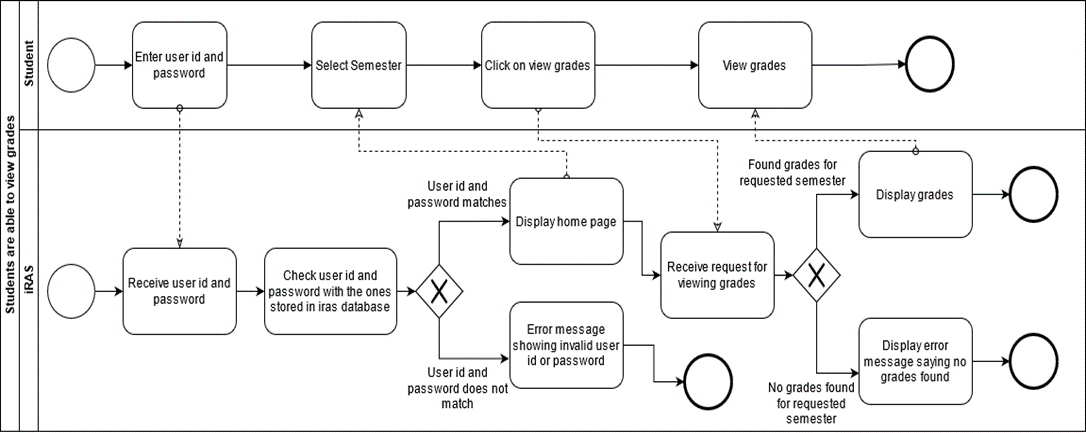 Students are able to view grades
Student
Enter user id and
password
Select Semester
Click on view grades
View grades
iRAS
Receive user id and
password
Check user id and
password with the ones
stored in iras database
User id and
password matches
Display home page
User id and
password does not
match
Error message
showing invalid user
id or password
Receive request for
viewing grades
Found grades for
requested semester
Display grades
No grades found
for requested
semester
Display error
message saying no
grades found